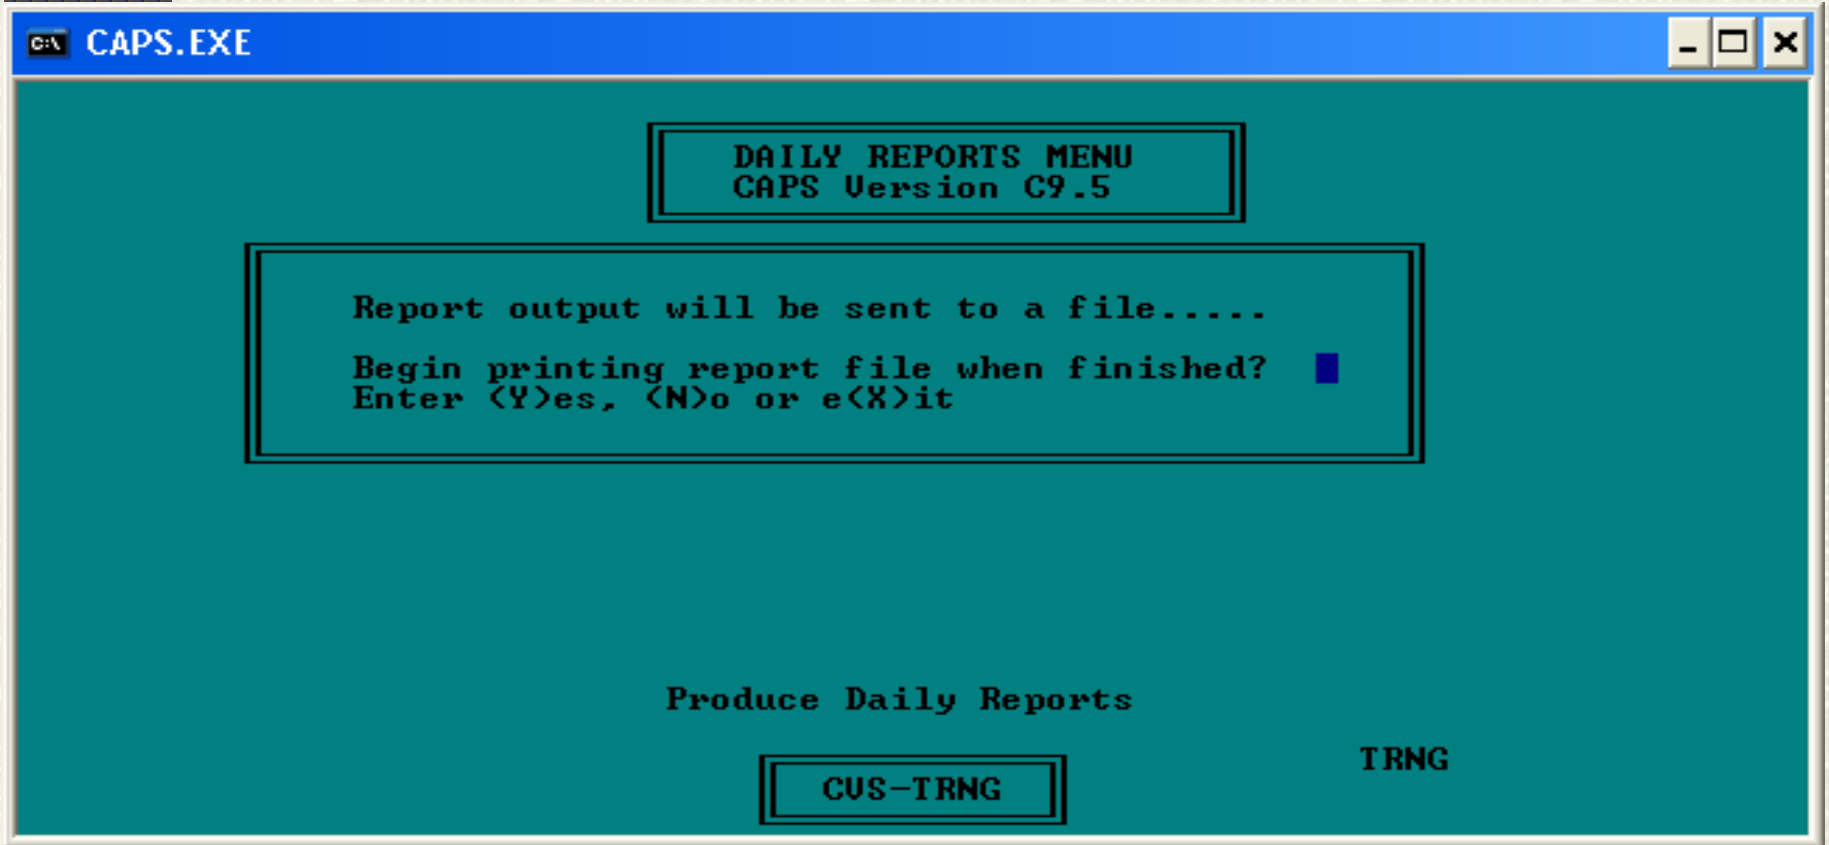 C:\ CAPS.EXE
DAILY REPORTS MENU
CAPS Version C9.5
Report output will be sent to a file.....
Begin printing report file when finished?
Enter (Y)es, (N)o or e(X)it
Produce Daily Reports
TRNG
CVS-TRNG